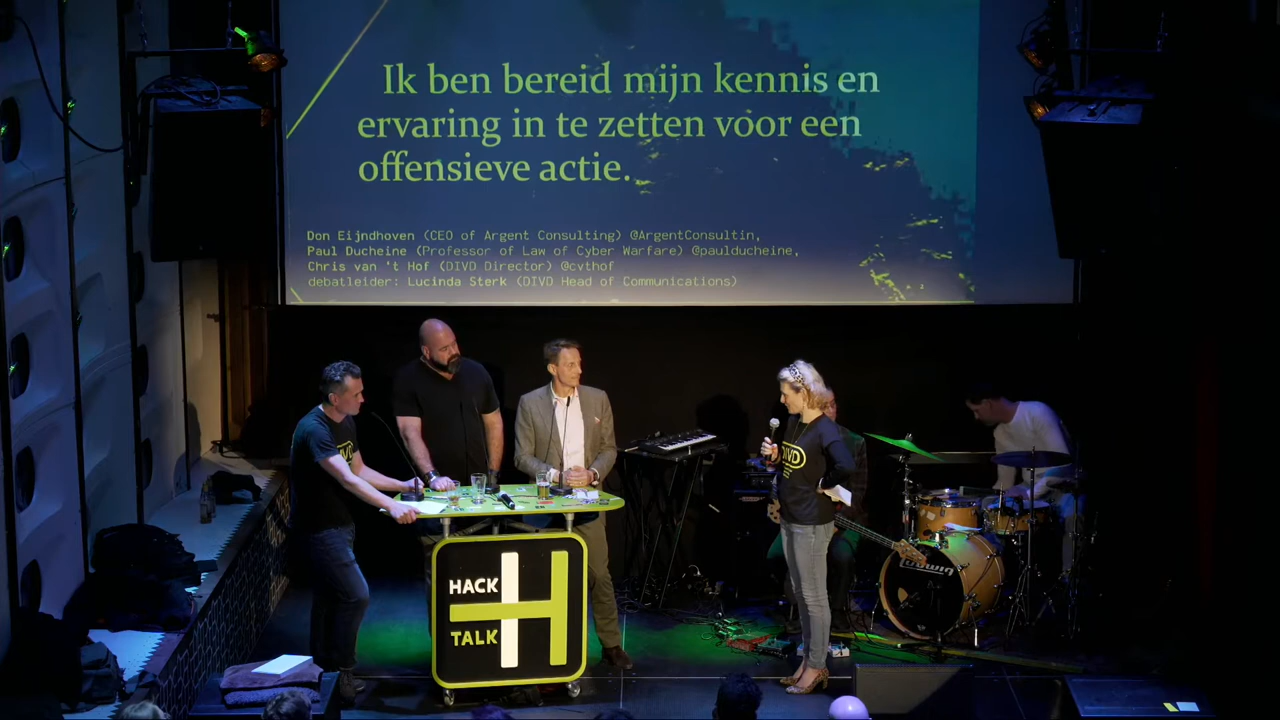 Ik ben bereid mijn kennis en
ervaring in te zetten voor een
offensieve actie.
Don Eijndhoven (CEO of Argent Consulting) @ArgentConsultin,
Paul Ducheine (Professor of Law of Cyber Warfare) @paulducheine,
Chris van 't Hof (DIVD Director) @cvthof
debatleider: Lucinda Sterk (DIVD Head of Communications)
DIVD
Ludwig
HACK
TALK